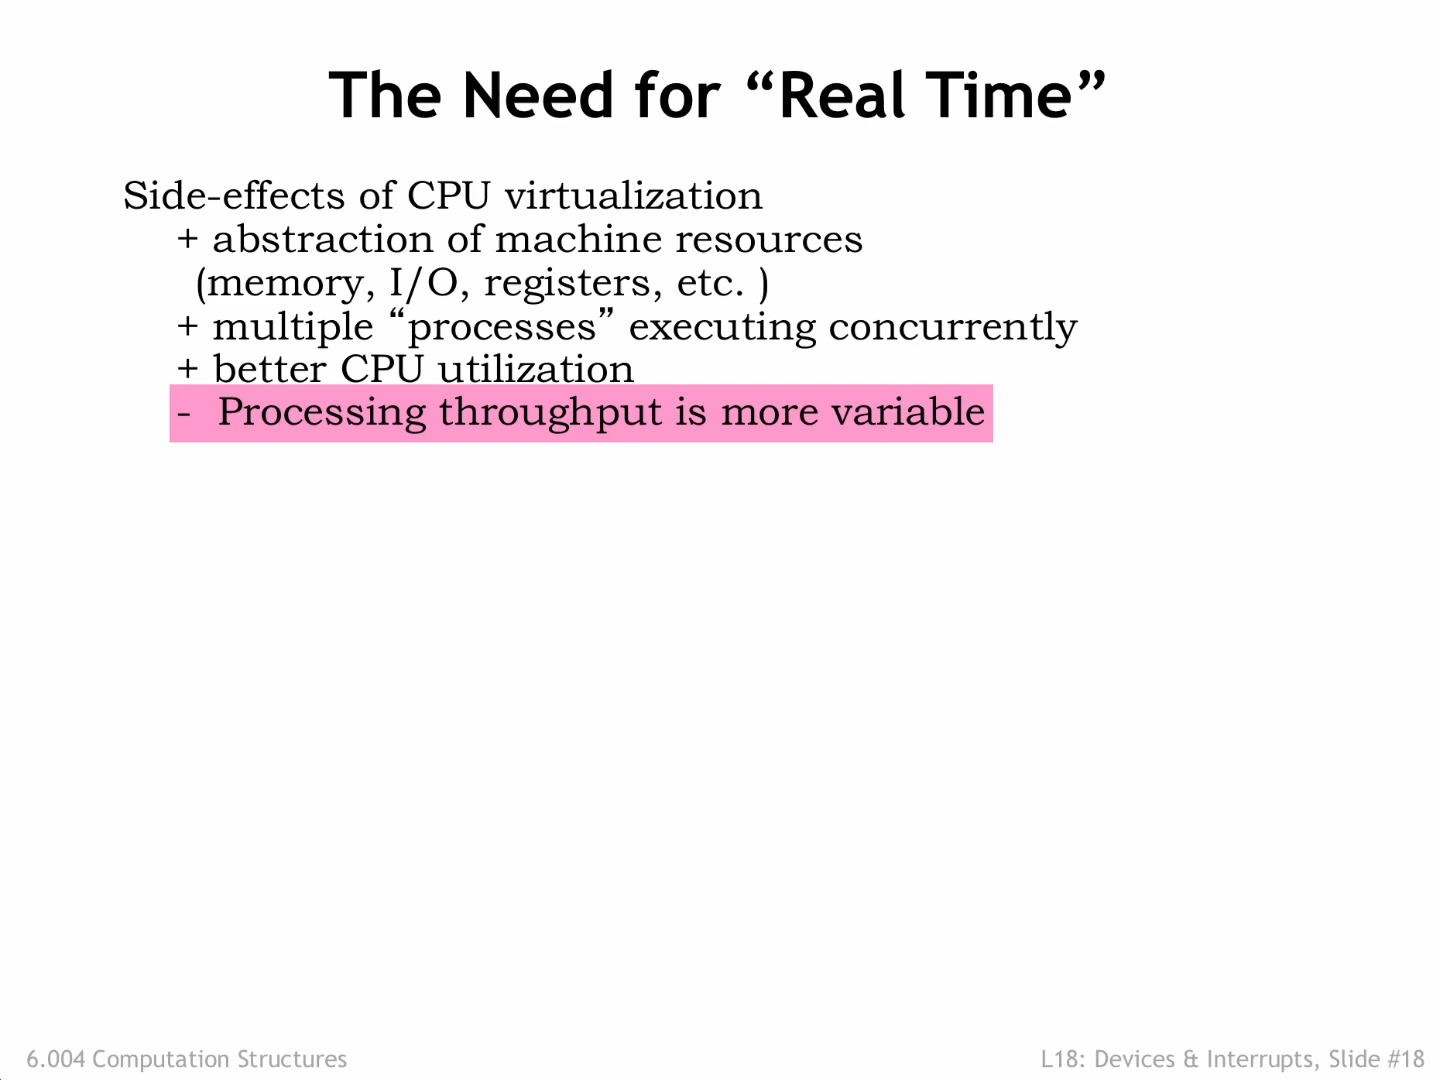 The Need for “Real Time”
Side-effects of CPU virtualization
+ abstraction of machine resources
(memory, I/O, registers, etc. )
+ multiple “processes” executing concurrently
+ better CPU utilization
- Processing throughput is more variable
6.004 Computation Structures
L18: Devices & Interrupts, Slide #18